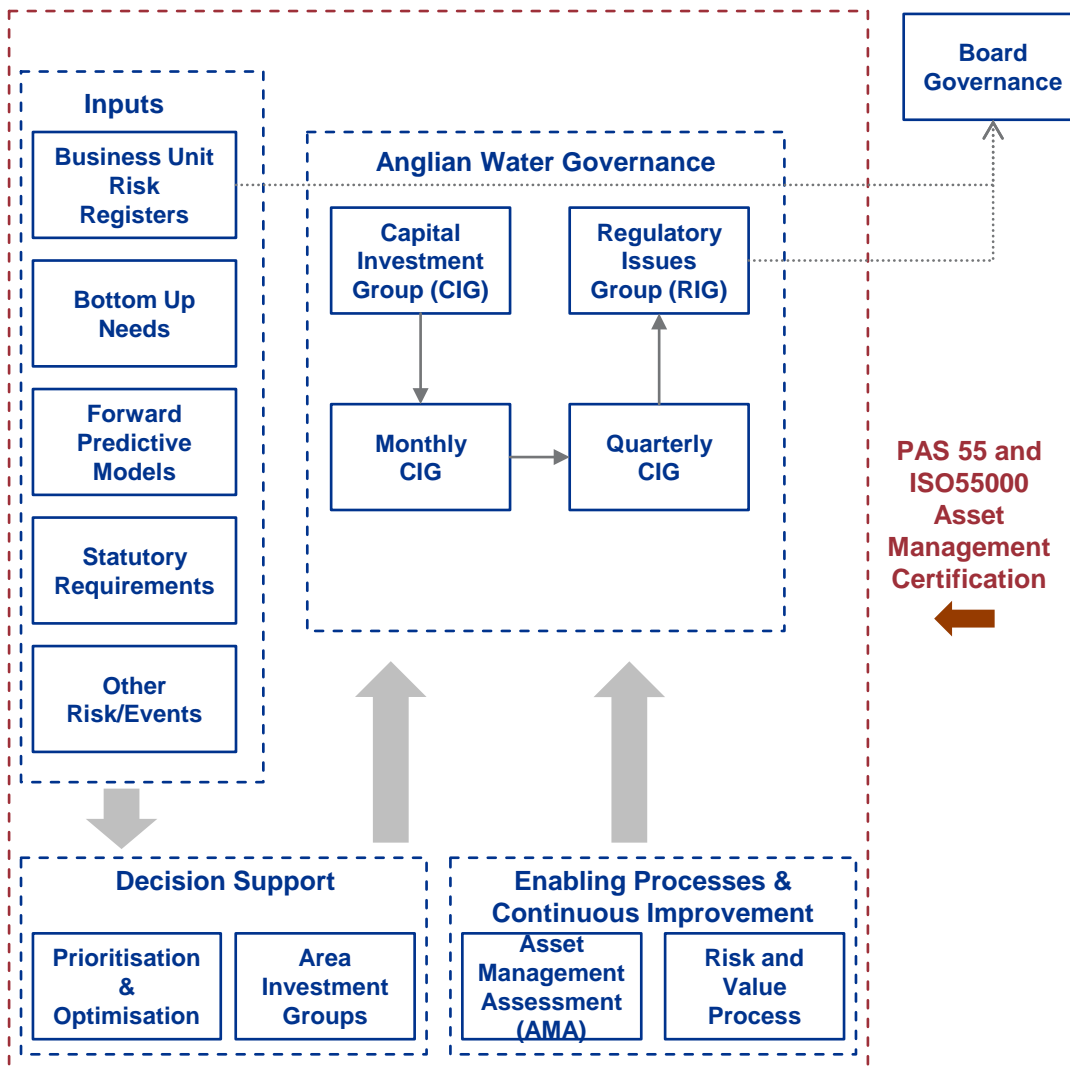 Board
Governance
Inputs
Business Unit
Risk
Registers
Bottom Up
Needs
Forward
Predictive
Models
Statutory
Requirements
Other
Risk/Events
Anglian Water Governance
Capital
Investment
Group (CIG)
Regulatory
Issues
Group (RIG)
Monthly
CIG
Quarterly
CIG
PAS 55 and
ISO55000
Asset
Management
Certification
Decision Support
Prioritisation
&
Optimisation
Area
Investment
Groups
Enabling Processes &
Continuous Improvement
Asset
Management
Assessment
(AMA)
Risk and
Value
Process